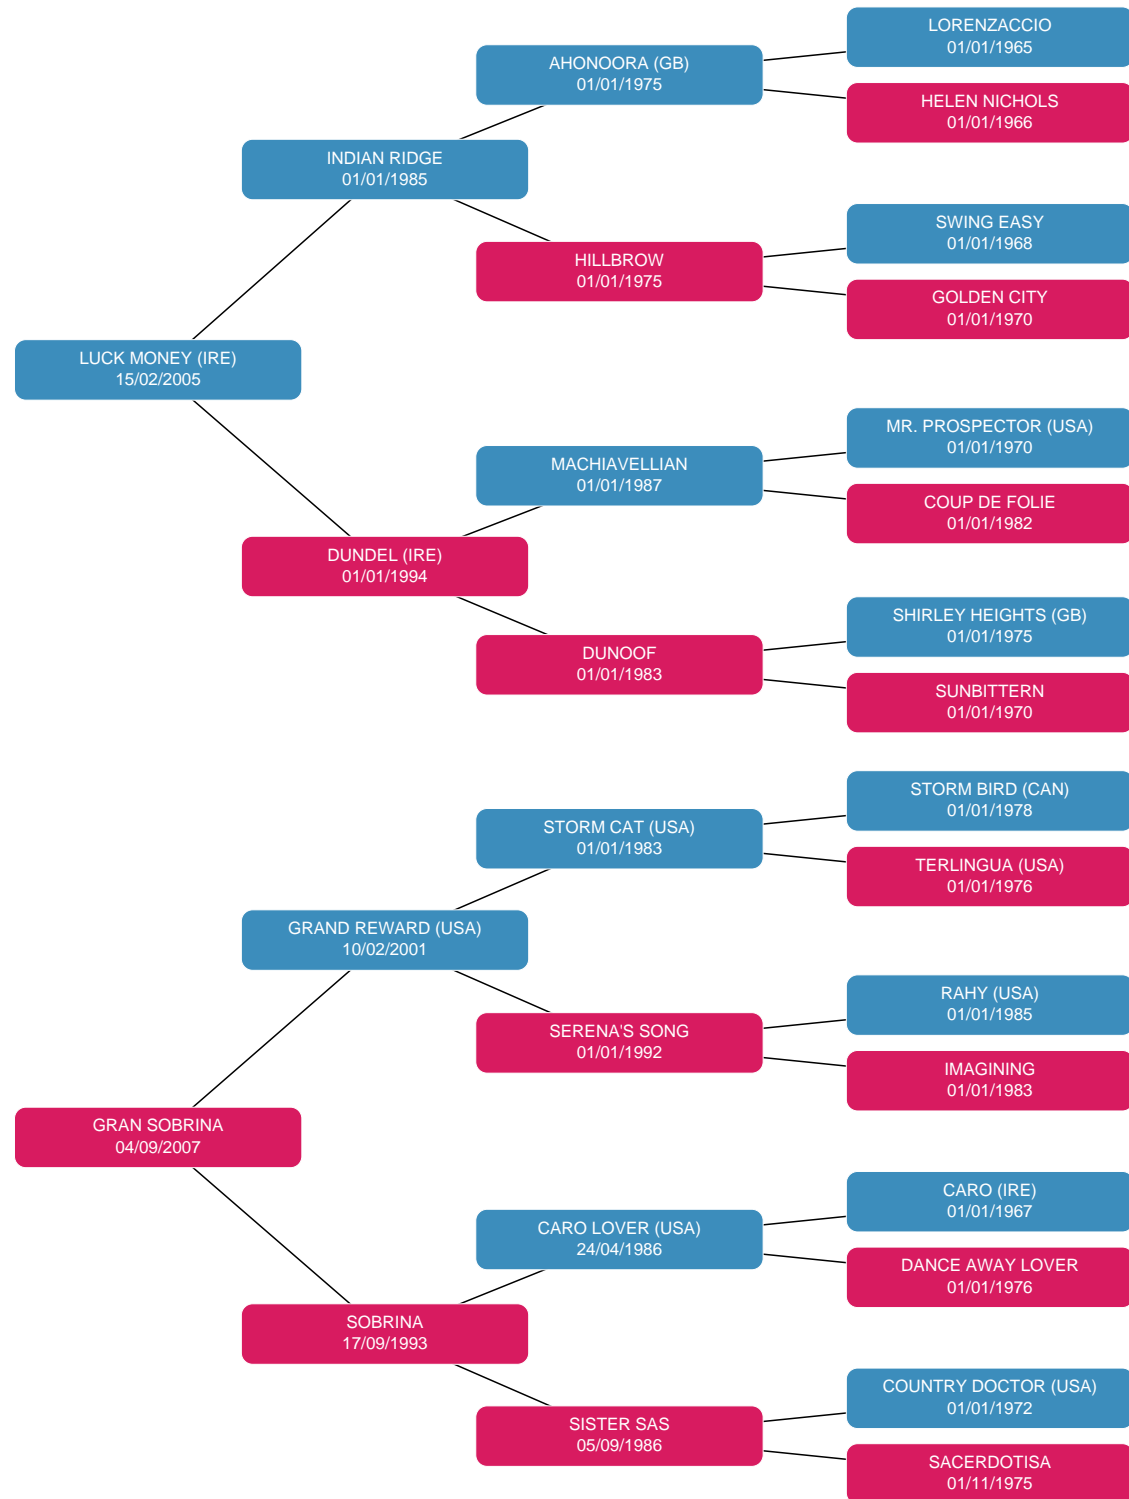 LORENZACCIO
01/01/1965
AHONOORA (GB)
01/01/1975
HELEN NICHOLS
01/01/1966
INDIAN RIDGE
01/01/1985
SWING EASY
01/01/1968
HILLBROW
01/01/1975
GOLDEN CITY
01/01/1970
LUCK MONEY (IRE)
15/02/2005
MR. PROSPECTOR (USA)
01/01/1970
MACHIAVELLIAN
01/01/1987
COUP DE FOLIE
01/01/1982
DUNDEL (IRE)
01/01/1994
SHIRLEY HEIGHTS (GB)
01/01/1975
DUNOOF
01/01/1983
SUNBITTERN
01/01/1970
STORM BIRD (CAN)
01/01/1978
STORM CAT (USA)
01/01/1983
TERLINGUA (USA)
01/01/1976
GRAND REWARD (USA)
10/02/2001
RAHY (USA)
01/01/1985
SERENA'S SONG
01/01/1992
IMAGINING
01/01/1983
GRAN SOBRINA
04/09/2007
CARO (IRE)
01/01/1967
CARO LOVER (USA)
24/04/1986
DANCE AWAY LOVER
01/01/1976
SOBRINA
17/09/1993
COUNTRY DOCTOR (USA)
01/01/1972
SISTER SAS
05/09/1986
SACERDOTISA
01/11/1975